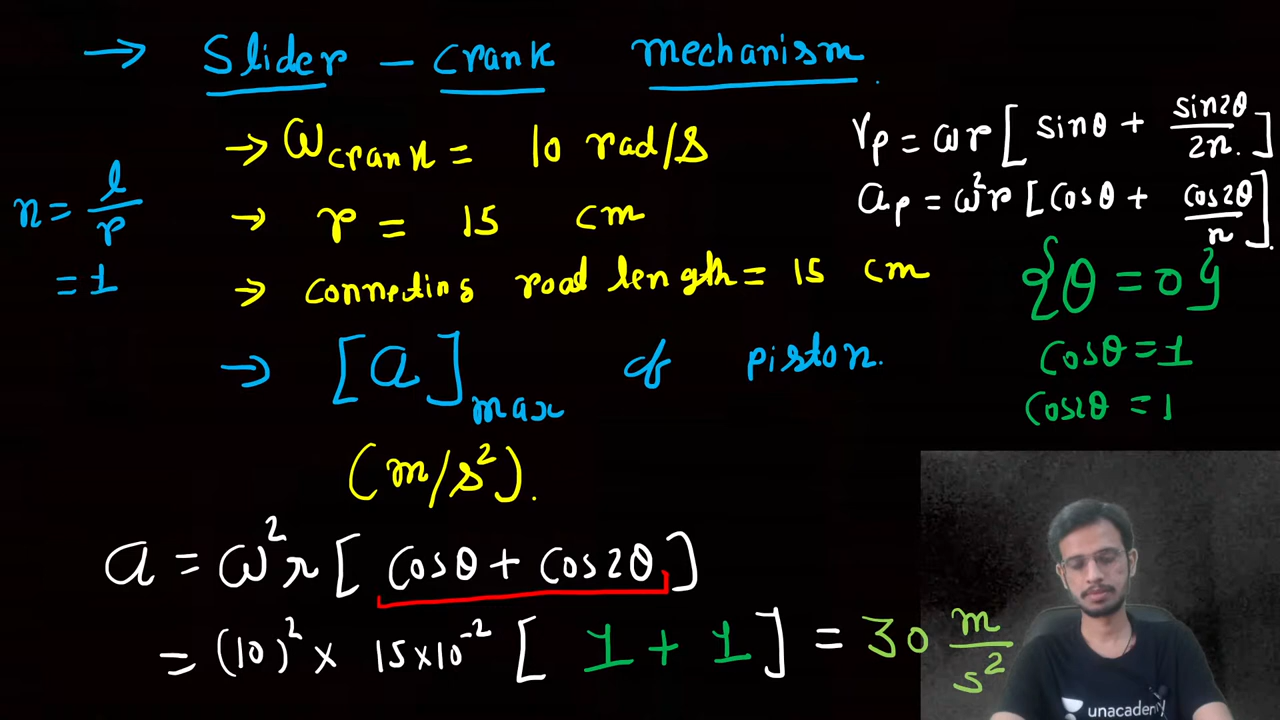 → Slider - crank mechanism.
→ ωcrank = 10 rad/s
→ r = 15 cm
→ connecting road length = 15 cm
→ [a]max of piston.
(m/s²).
n = l/r
= 1
Vp = ωr [sinθ + sin2θ/2n.]
ap = ω²r [cosθ + cos2θ/n].
{θ = 0}
cosθ = 1
cos2θ = 1
a = ω²r [cosθ + cos2θ]
= (10)² × 15×10⁻² [1 + 1] = 30 m/s²
unacademy